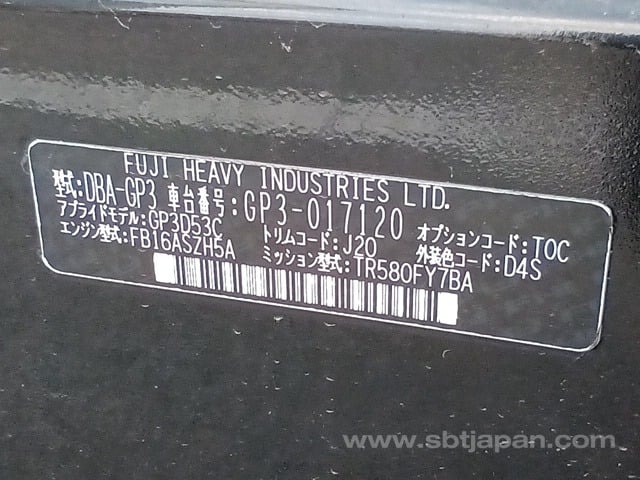 FUJI HEAVY INDUSTRIES LTD.
型式:DBA-GP3 車台番号:GP3-017120 オプションコード:TOC
アプライドモデル:GP3D53C トリムコード:J20 外装色コード:D4S
エンジン型式:FB16ASZH5A ミッション型式:TR580FY7BA
www.sbtjapan.com